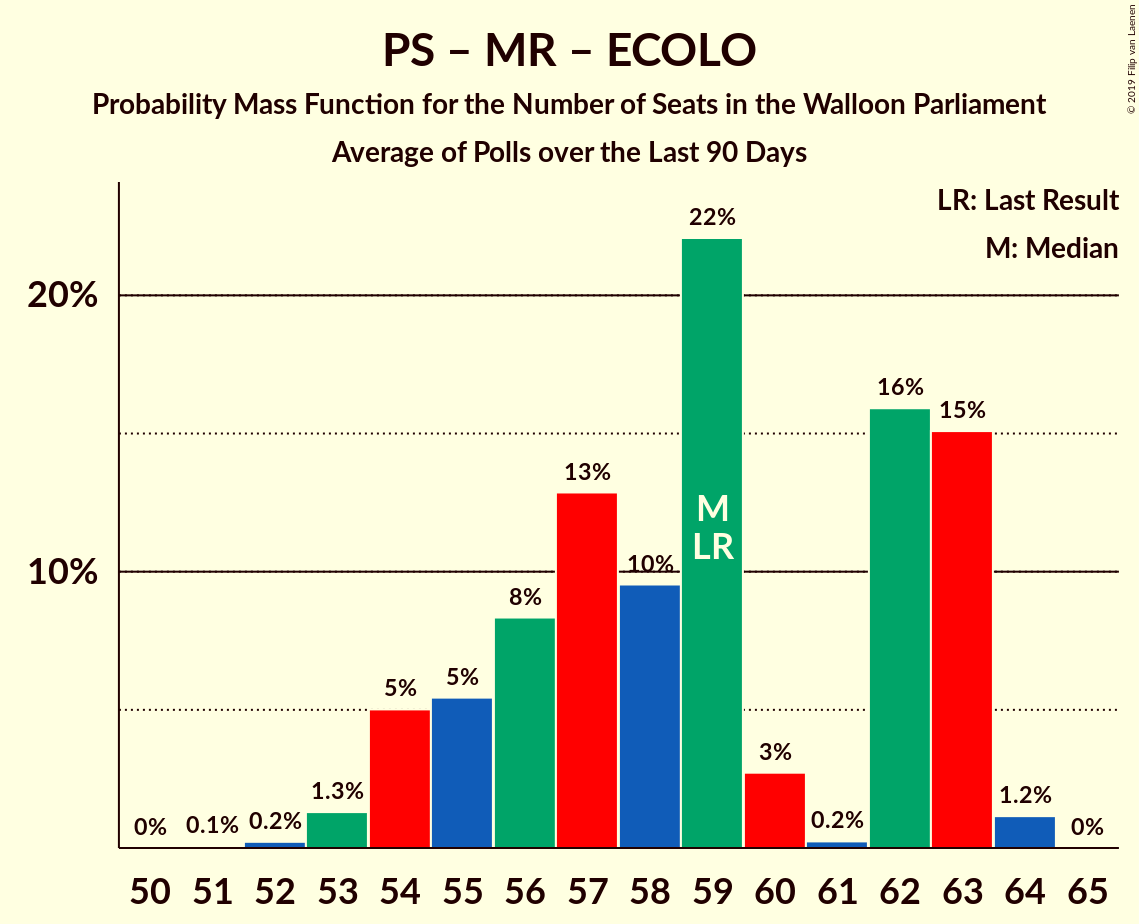 PS – MR – ECOLO
Probability Mass Function for the Number of Seats in the Walloon Parliament
Average of Polls over the Last 90 Days
© 2019 Filip van Laenen
LR: Last Result
M: Median
20%
10%
0%
0.1%
0.2%
1.3%
5%
5%
8%
13%
10%
22%
3%
0.2%
16%
15%
1.2%
0%
M
LR
50 51 52 53 54 55 56 57 58 59 60 61 62 63 64 65